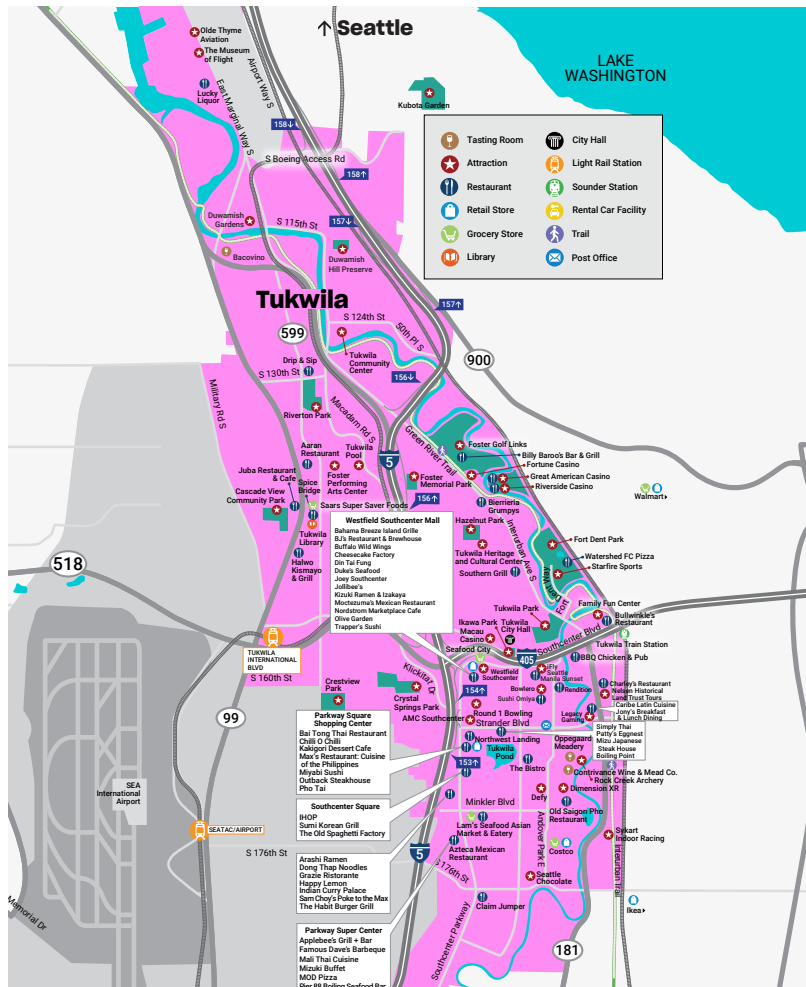 ↑ Seattle
LAKE
WASHINGTON
Olde Thyme
Aviation
The Museum
of Flight
Lucky
Liquor
East Marginal Way S
Airport Way S
Kubota Garden
158↓
S Boeing Access Rd
158↑
Tasting Room
Attraction
Restaurant
Retail Store
Grocery Store
Library
City Hall
Light Rail Station
Sounder Station
Rental Car Facility
Trail
Post Office
Duwamish
Gardens
S 115th St
157↓
Bacovino
Duwamish
Hill Preserve
Tukwila
157↑
599
S 124th St
50th Pl S
900
Tukwila
Community
Center
Drip & Sip
S 130th St
156↓
Military Rd S
Riverton Park
Macadam Rd S
Green River Trail
Foster Golf Links
Billy Baroo's Bar & Grill
Fortune Casino
Great American Casino
Riverside Casino
5
Aaran
Restaurant
Tukwila
Pool
Foster
Performing
Arts Center
Foster
Memorial Park
Juba Restaurant
& Cafe
Spice
Bridge
Cascade View
Community Park
Saars Super Saver Foods
156↑
Bierrieria
Grumpys
Walmart
Tukwila
Library
Halwo
Kismayo
& Grill
Hazelnut Park
Interurban Ave S
Tukwila Heritage
and Cultural Center
Southern Grill
Fort Dent Park
Watershed FC Pizza
Starfire Sports
Fort Dent Way
Westfield Southcenter Mall
Bahama Breeze Island Grille
BJ's Restaurant & Brewhouse
Buffalo Wild Wings
Cheesecake Factory
Din Tai Fung
Duke's Seafood
Joey Southcenter
Jollibee's
Kizuki Ramen & Izakaya
Moctezuma's Mexican Restaurant
Nordstrom Marketplace Cafe
Olive Garden
Trapper's Sushi
518
Tukwila Park
Family Fun Center
Bullwinkle's
Restaurant
Ikawa Park
Tukwila
City Hall
Macau
Casino
Seafood City
Southcenter Blvd
405
Tukwila Train Station
BBQ Chicken & Pub
TUKWILA
INTERNATIONAL
BLVD
S 160th St
Klickitat Dr
Westfield
Southcenter
iFly
Seattle
Manila Sunset
Crestview
Park
Crystal
Springs Park
154↑
Bowlero
Rendition
Sushi Omiya
Charley's Restaurant
Nelsen Historical
Land Trust Tours
Caribe Latin Cuisine
Jony's Breakfast
& Lunch Dining
Legacy
Gaming
99
Round 1 Bowling
AMC Southcenter
Strander Blvd
Simply Thai
Patty's Eggnest
Mizu Japanese
Steak House
Boiling Point
Parkway Square
Shopping Center
Bai Tong Thai Restaurant
Chilli O Chilli
Kakigori Dessert Cafe
Max's Restaurant: Cuisine
of the Philippines
Miyabi Sushi
Outback Steakhouse
Pho Tai
Northwest Landing
Tukwila
Pond
Oppegaard
Meadery
153↑
The Bistro
Contrivance Wine & Mead Co.
Rock Creek Archery
Dimension XR
SEA
International
Airport
Southcenter Square
IHOP
Sumi Korean Grill
The Old Spaghetti Factory
Minkler Blvd
Defy
Old Saigon Pho
Restaurant
SEATAC/AIRPORT
Lam's Seafood Asian
Market & Eatery
Andover Park E
Sykart
Indoor Racing
Azteca Mexican
Restaurant
Costco
Interurban Trail
S 176th St
5
S 176th St
Arashi Ramen
Dong Thap Noodles
Grazie Ristorante
Happy Lemon
Indian Curry Palace
Sam Choy's Poke to the Max
The Habit Burger Grill
Seattle
Chocolate
Claim Jumper
Ikea
Memorial Dr
Southcenter Parkway
181
Parkway Super Center
Applebee's Grill + Bar
Famous Dave's Barbeque
Mali Thai Cuisine
Mizuki Buffet
MOD Pizza
Pier 88 Boiling Seafood Bar